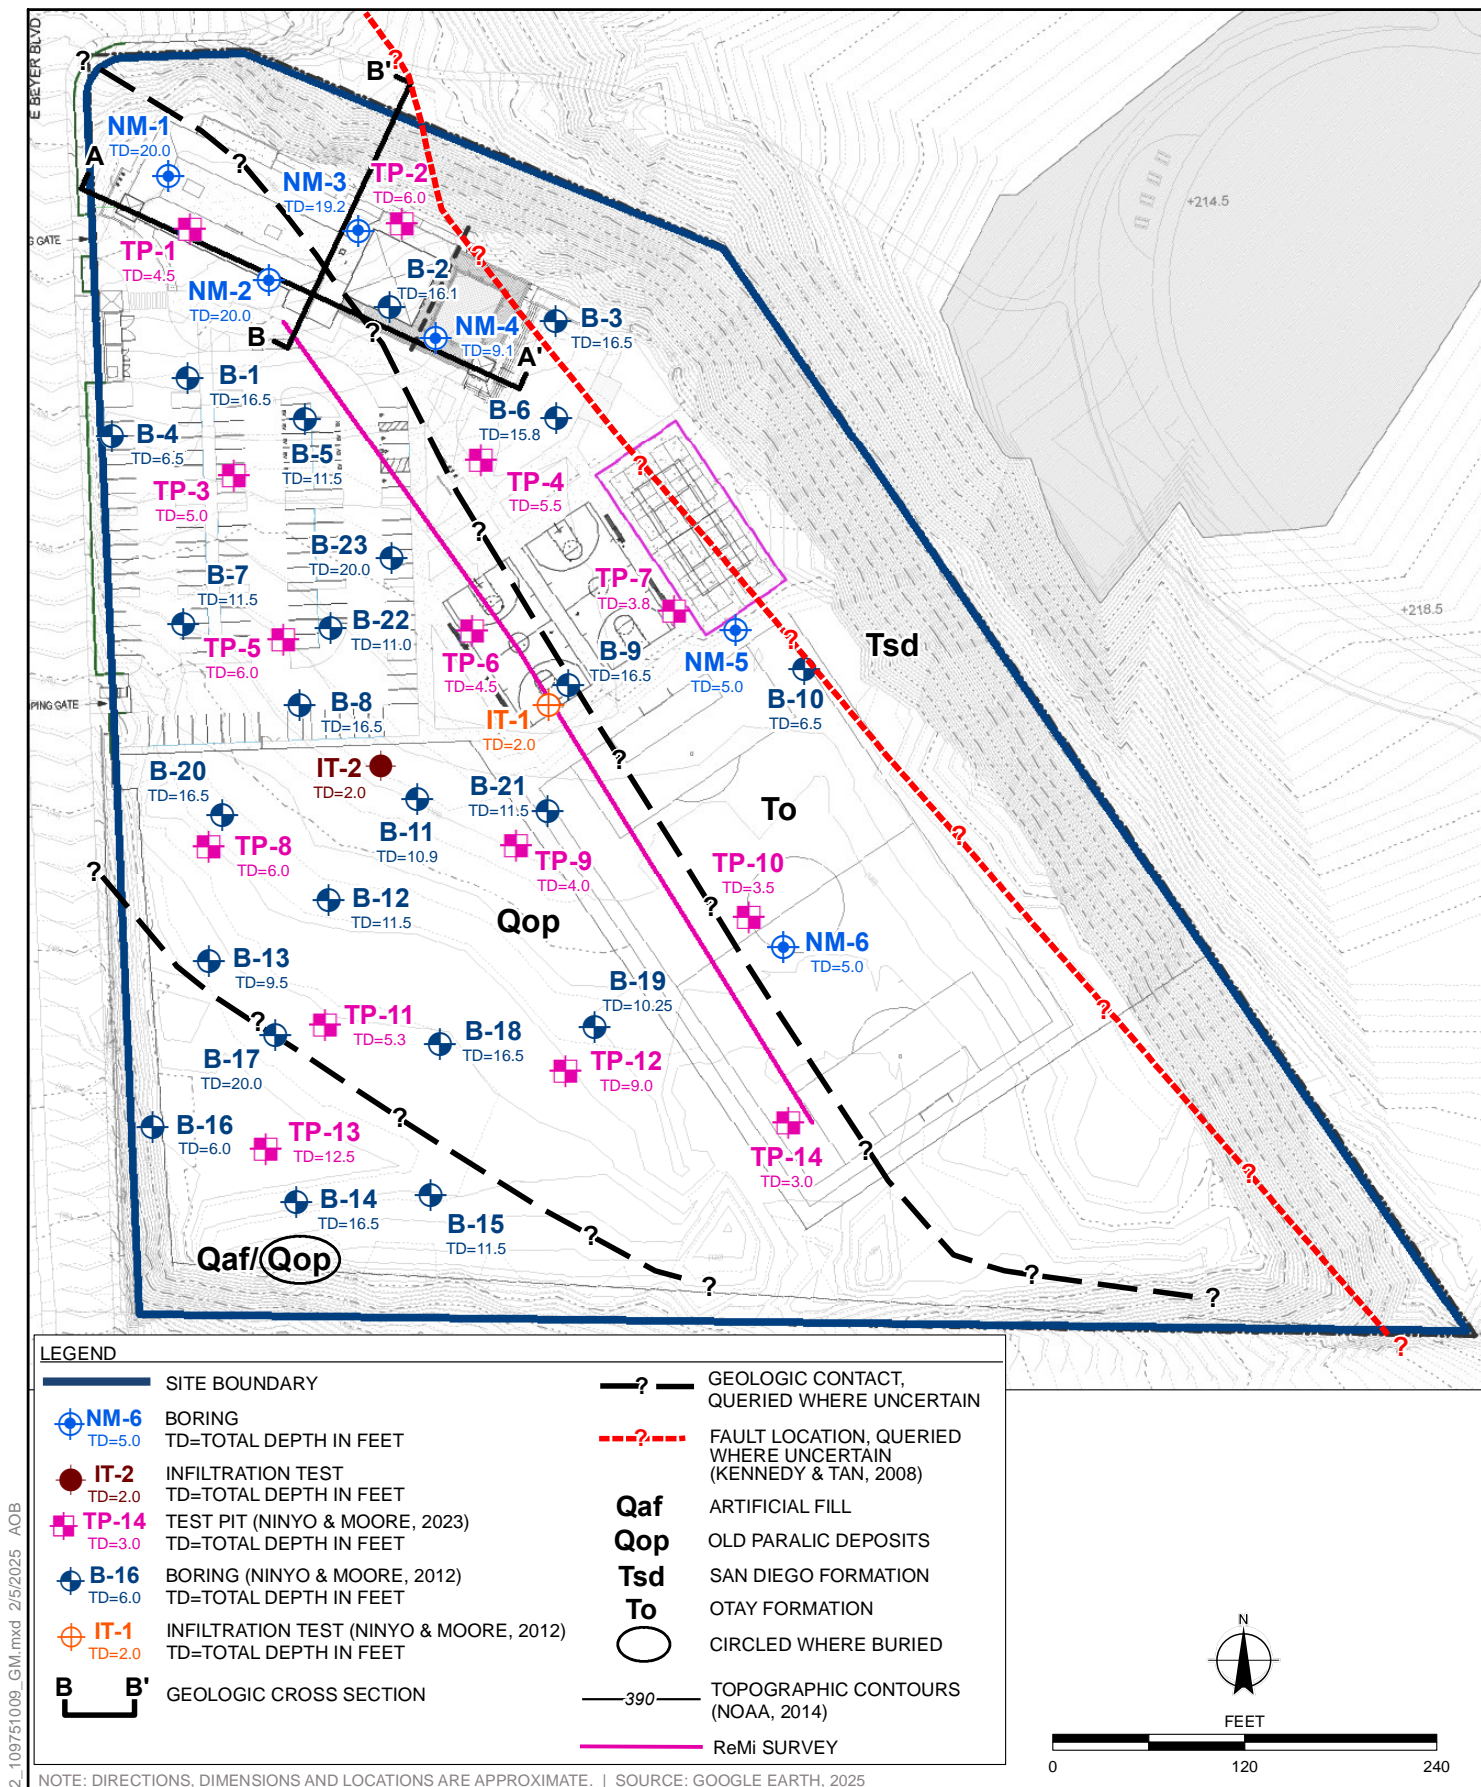 E BEYER BLVD.
?
?
B'
NM-1
TD=20.0
A
?
NM-3
TD=19.2
TP-2
TD=6.0
+214.5
G GATE
TP-1
TD=4.5
?
B-2
TD=16.1
NM-2
TD=20.0
B
?
NM-4
TD=9.1
B-3
TD=16.5
A'
B-1
TD=16.5
B-6
TD=15.8
B-4
TD=6.5
B-5
TD=11.5
?
TP-3
TD=5.0
TP-4
TD=5.5
?
B-23
TD=20.0
B-7
TD=11.5
TP-7
TD=3.8
+218.5
B-22
TD=11.0
TP-5
TD=6.0
TP-6
TD=4.5
B-9
TD=16.5
NM-5
TD=5.0
?
Tsd
B-10
TD=6.5
PING GATE
B-8
TD=16.5
IT-1
TD=2.0
?
B-20
TD=16.5
IT-2
TD=2.0
B-21
TD=11.5
To
?
B-11
TD=10.9
TP-8
TD=6.0
TP-9
TD=4.0
TP-10
TD=3.5
?
?
B-12
TD=11.5
Qop
NM-6
TD=5.0
B-13
TD=9.5
B-19
TD=10.25
?
?
TP-11
TD=5.3
B-18
TD=16.5
B-17
TD=20.0
TP-12
TD=9.0
?
B-16
TD=6.0
TP-13
TD=12.5
?
TP-14
TD=3.0
?
B-14
TD=16.5
B-15
TD=11.5
?
Qaf/Qop
?
?
?
?
LEGEND
SITE BOUNDARY
NM-6
TD=5.0
BORING
TD=TOTAL DEPTH IN FEET
IT-2
TD=2.0
INFILTRATION TEST
TD=TOTAL DEPTH IN FEET
TP-14
TD=3.0
TEST PIT (NINYO & MOORE, 2023)
TD=TOTAL DEPTH IN FEET
B-16
TD=6.0
BORING (NINYO & MOORE, 2012)
TD=TOTAL DEPTH IN FEET
IT-1
TD=2.0
INFILTRATION TEST (NINYO & MOORE, 2012)
TD=TOTAL DEPTH IN FEET
B B'
GEOLOGIC CROSS SECTION
?
GEOLOGIC CONTACT,
QUERIED WHERE UNCERTAIN
?
FAULT LOCATION, QUERIED
WHERE UNCERTAIN
(KENNEDY & TAN, 2008)
Qaf ARTIFICIAL FILL
Qop OLD PARALIC DEPOSITS
Tsd SAN DIEGO FORMATION
To OTAY FORMATION
CIRCLED WHERE BURIED
390
TOPOGRAPHIC CONTOURS
(NOAA, 2014)
ReMi SURVEY
N
FEET
0 120 240
NOTE: DIRECTIONS, DIMENSIONS AND LOCATIONS ARE APPROXIMATE. | SOURCE: GOOGLE EARTH, 2025
2_109751009_GM.mxd 2/5/2025 AOB